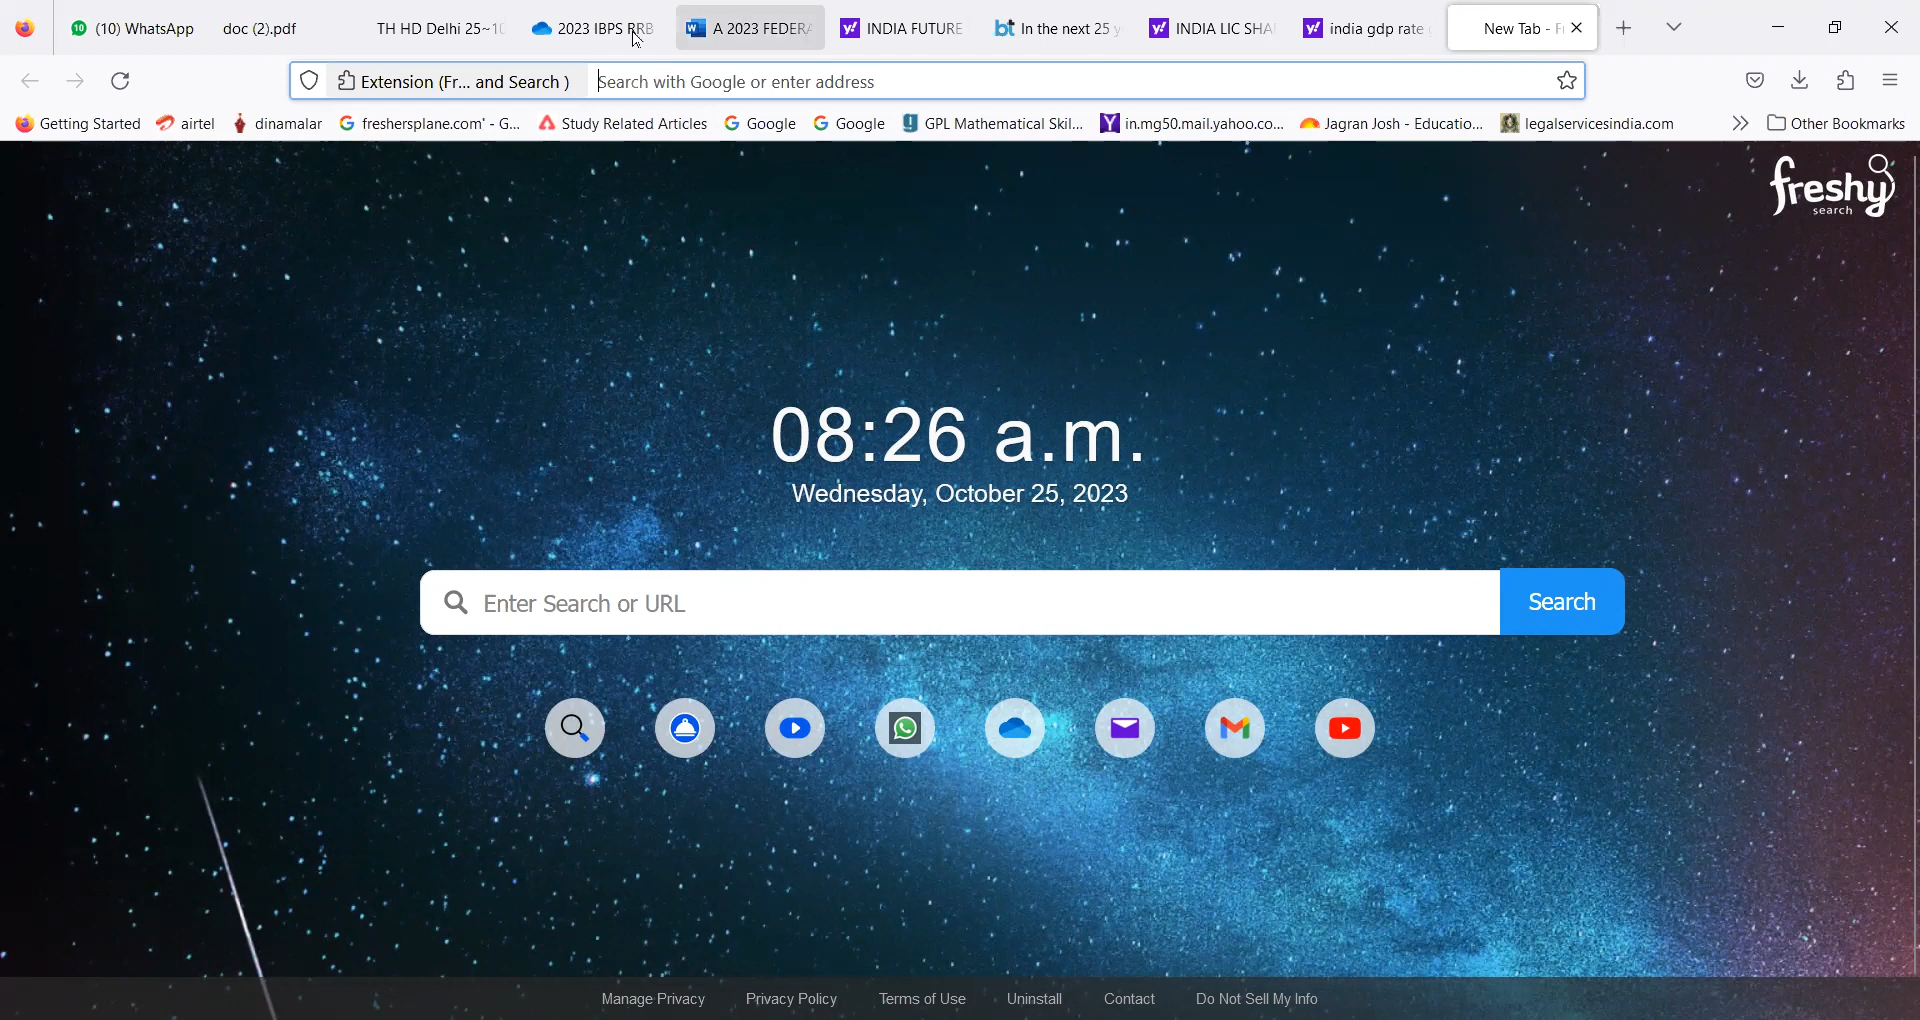 (10) WhatsApp
doc (2).pdf
TH HD Delhi 25~10
2023 IBPS RRB
A 2023 FEDERA
INDIA FUTURE
bt In the next 25 y
INDIA LIC SHA
india gdp rate
New Tab - F
Extension (Fr... and Search )
Search with Google or enter address
Getting Started
airtel
dinamalar
freshersplane.com' - G...
Study Related Articles
Google
Google
GPL Mathematical Skil...
in.mg50.mail.yahoo.co...
Jagran Josh - Educatio...
legalservicesindia.com
Other Bookmarks
freshy
search
08:26 a.m.
Wednesday, October 25, 2023
Enter Search or URL
Search
Manage Privacy
Privacy Policy
Terms of Use
Uninstall
Contact
Do Not Sell My Info